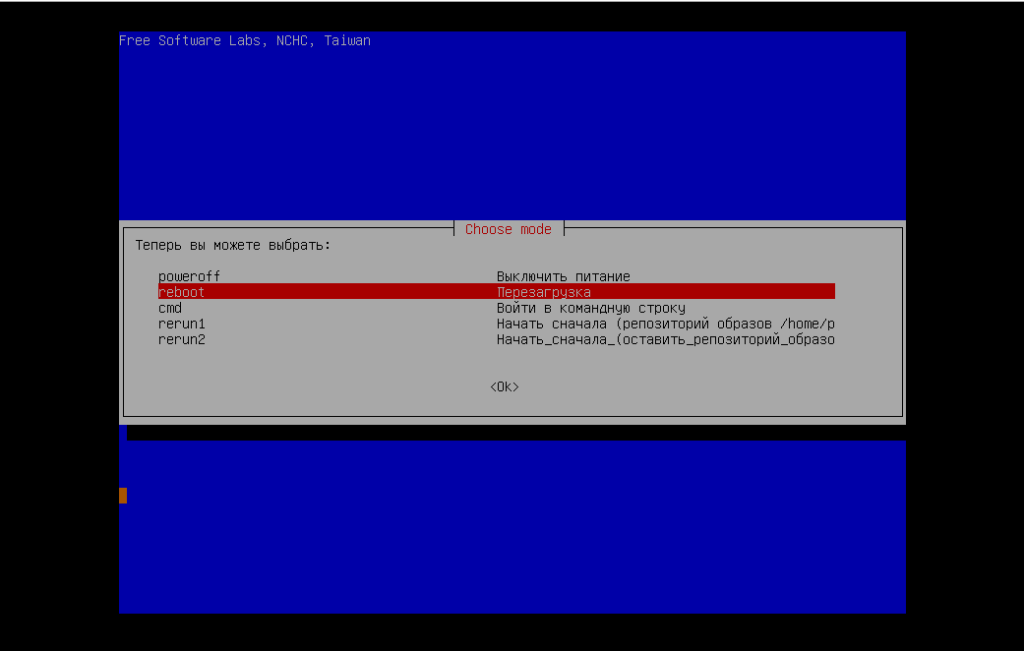 Free Software Labs, NCHC, Taiwan
Choose mode
Теперь вы можете выбрать:
poweroff Выключить питание
reboot Перезагрузка
cmd Войти в командную строку
rerun1 Начать сначала (репозиторий образов /home/p
rerun2 Начать_сначала_(оставить_репозиторий_образо
<Ok>